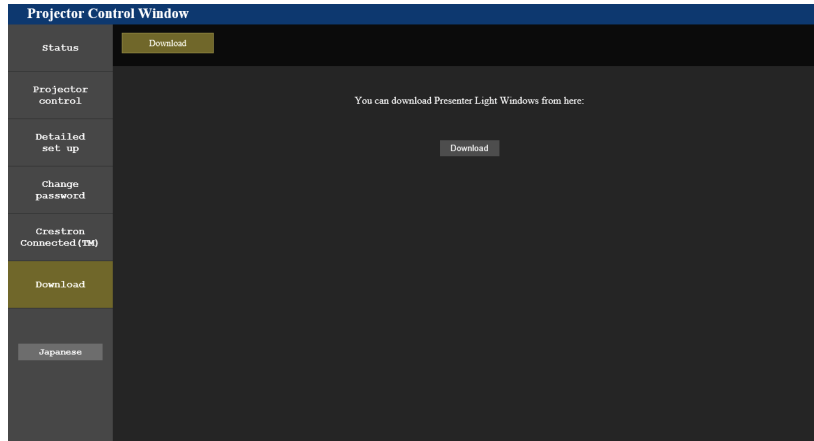 Projector Control Window
Status
Download
Projector
control
You can download Presenter Light Windows from here:
Detailed
set up
Download
Change
password
Crestron
Connected(TM)
Download
Japanese